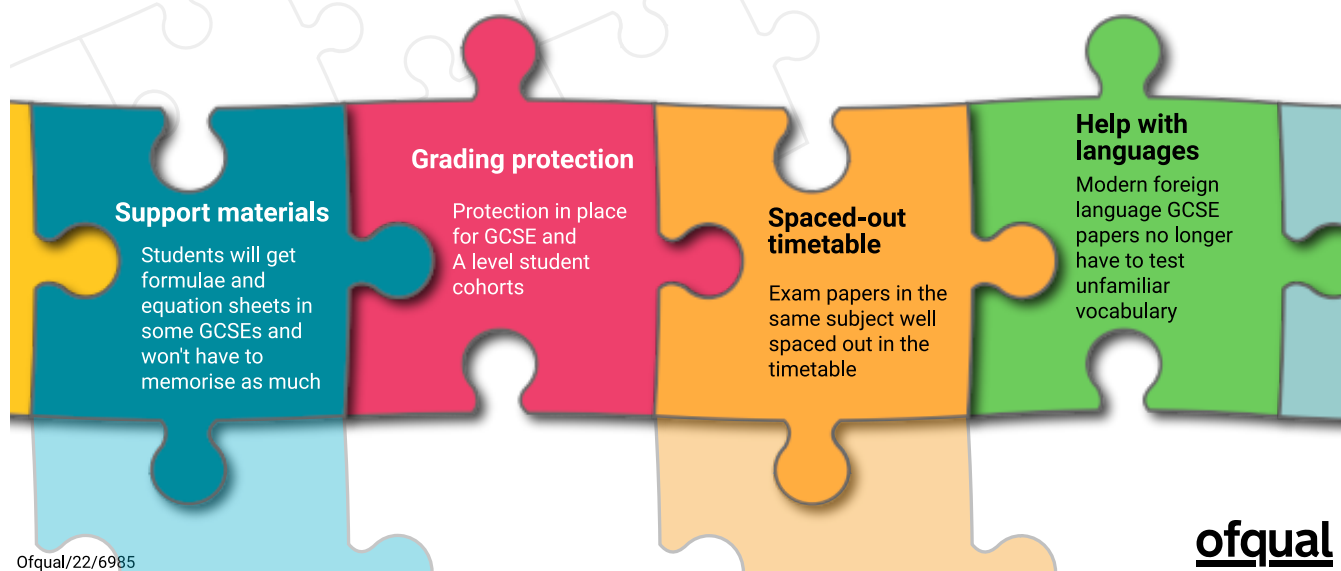 Support materials
Students will get
formulae and
equation sheets in
some GCSEs and
won't have to
memorise as much
Grading protection
Protection in place
for GCSE and
A level student
cohorts
Spaced-out
timetable
Exam papers in the
same subject well
spaced out in the
timetable
Help with
languages
Modern foreign
language GCSE
papers no longer
have to test
unfamiliar
vocabulary
Ofqual/22/6985
ofqual